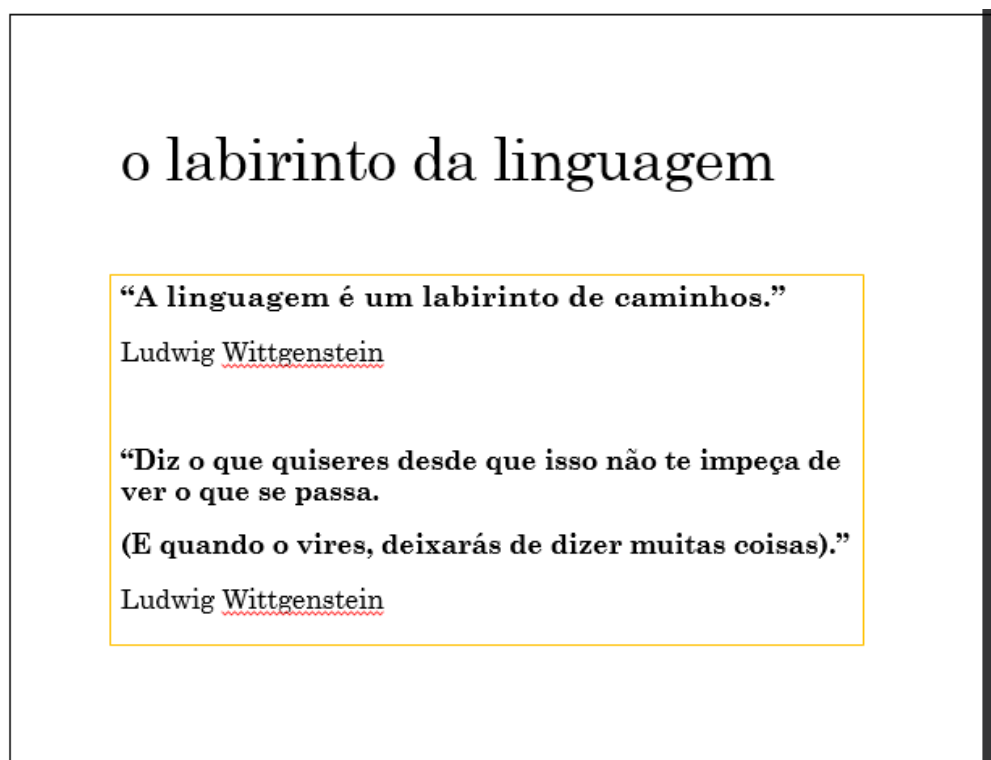 o labirinto da linguagem
“A linguagem é um labirinto de caminhos.”
Ludwig Wittgenstein
“Diz o que quiseres desde que isso não te impeça de
ver o que se passa.
(E quando o vires, deixarás de dizer muitas coisas).”
Ludwig Wittgenstein